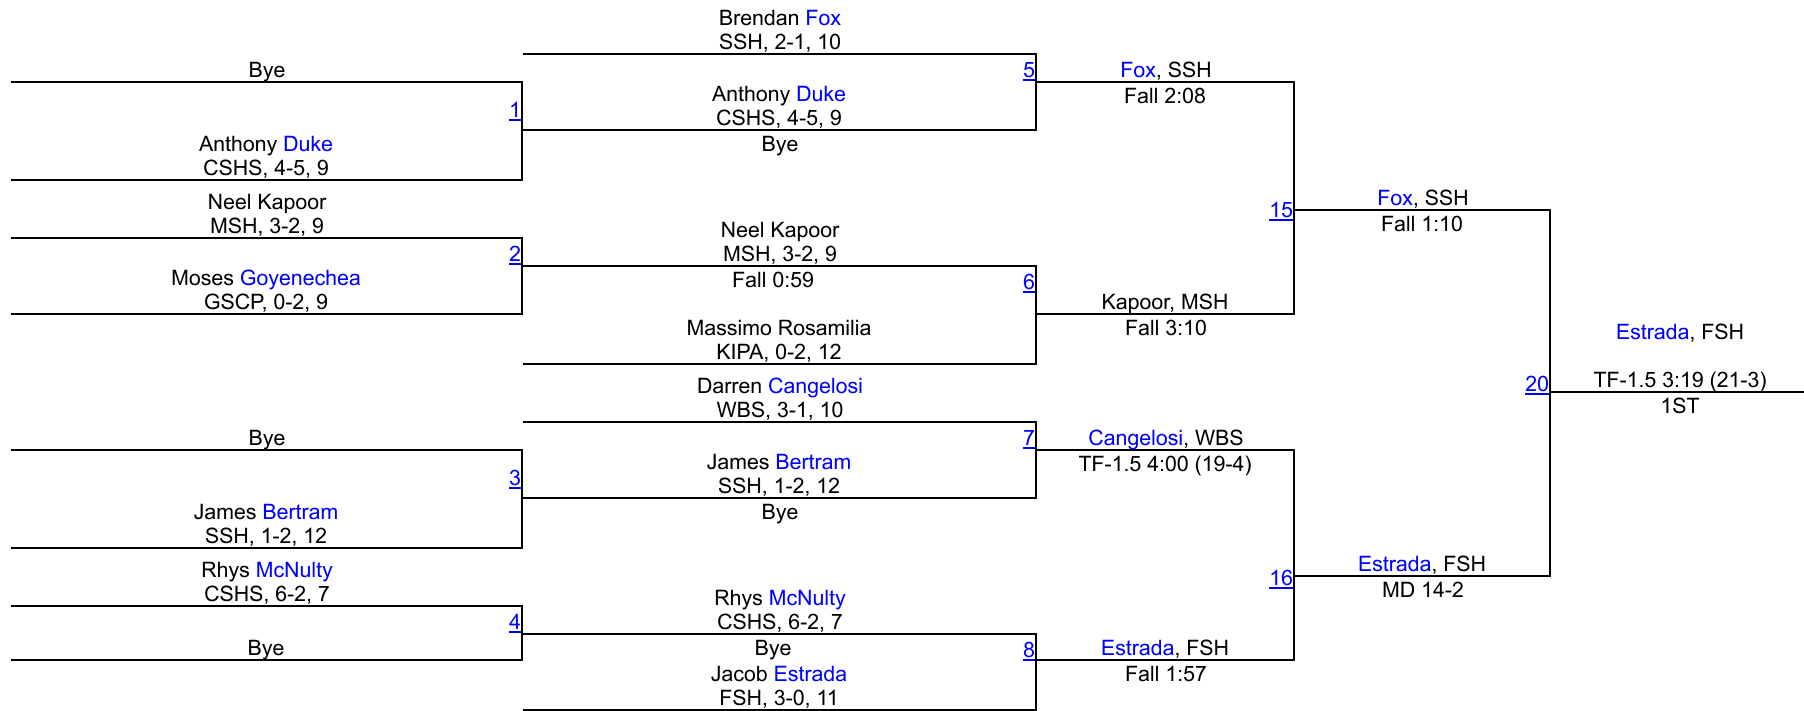 Brendan Fox
SSH, 2-1, 10
Bye
5
Fox, SSH
Fall 2:08
Anthony Duke
CSHS, 4-5, 9
1
Bye
Anthony Duke
CSHS, 4-5, 9
Neel Kapoor
MSH, 3-2, 9
15
Fox, SSH
Fall 1:10
2
Neel Kapoor
MSH, 3-2, 9
Fall 0:59
Moses Goyenechea
GSCP, 0-2, 9
6
Kapoor, MSH
Fall 3:10
Massimo Rosamilia
KIPA, 0-2, 12
Estrada, FSH
20
TF-1.5 3:19 (21-3)
1ST
Darren Cangelosi
WBS, 3-1, 10
Bye
7
Cangelosi, WBS
TF-1.5 4:00 (19-4)
James Bertram
SSH, 1-2, 12
3
Bye
James Bertram
SSH, 1-2, 12
Rhys McNulty
CSHS, 6-2, 7
16
Estrada, FSH
MD 14-2
4
Rhys McNulty
CSHS, 6-2, 7
Bye
Bye
8
Estrada, FSH
Fall 1:57
Jacob Estrada
FSH, 3-0, 11